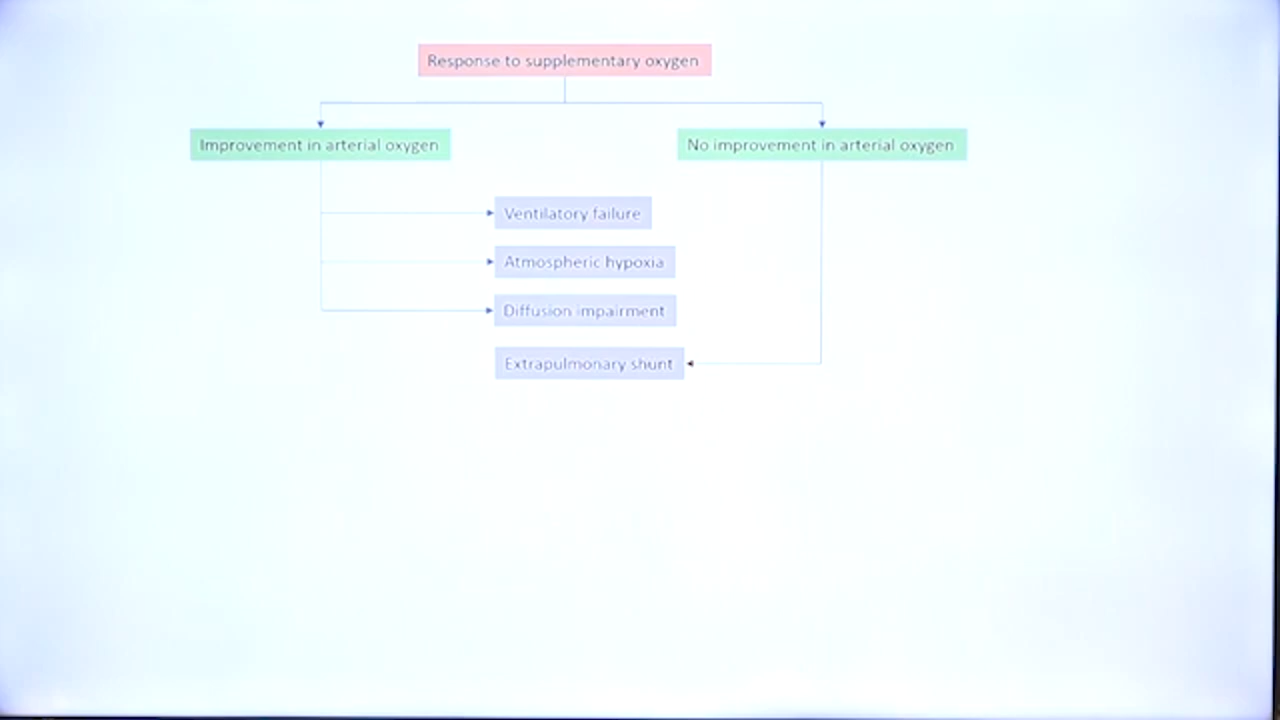 Response to supplementary oxygen
Improvement in arterial oxygen
No improvement in arterial oxygen
Ventilatory failure
Atmospheric hypoxia
Diffusion impairment
Extrapulmonary shunt